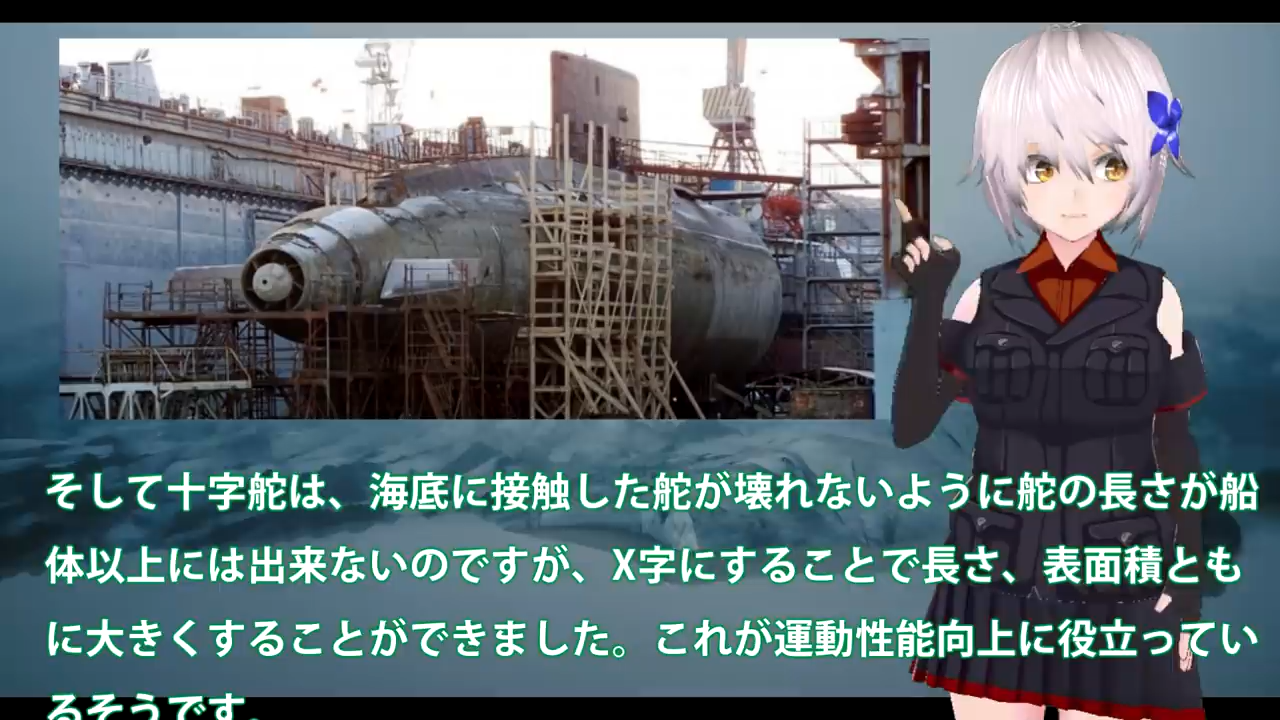 そして十字舵は、海底に接触した舵が壊れないように舵の長さが船
体以上には出来ないのですが、X字にすることで長さ、表面積とも
に大きくすることができました。これが運動性能向上に役立ってい
るそうです。